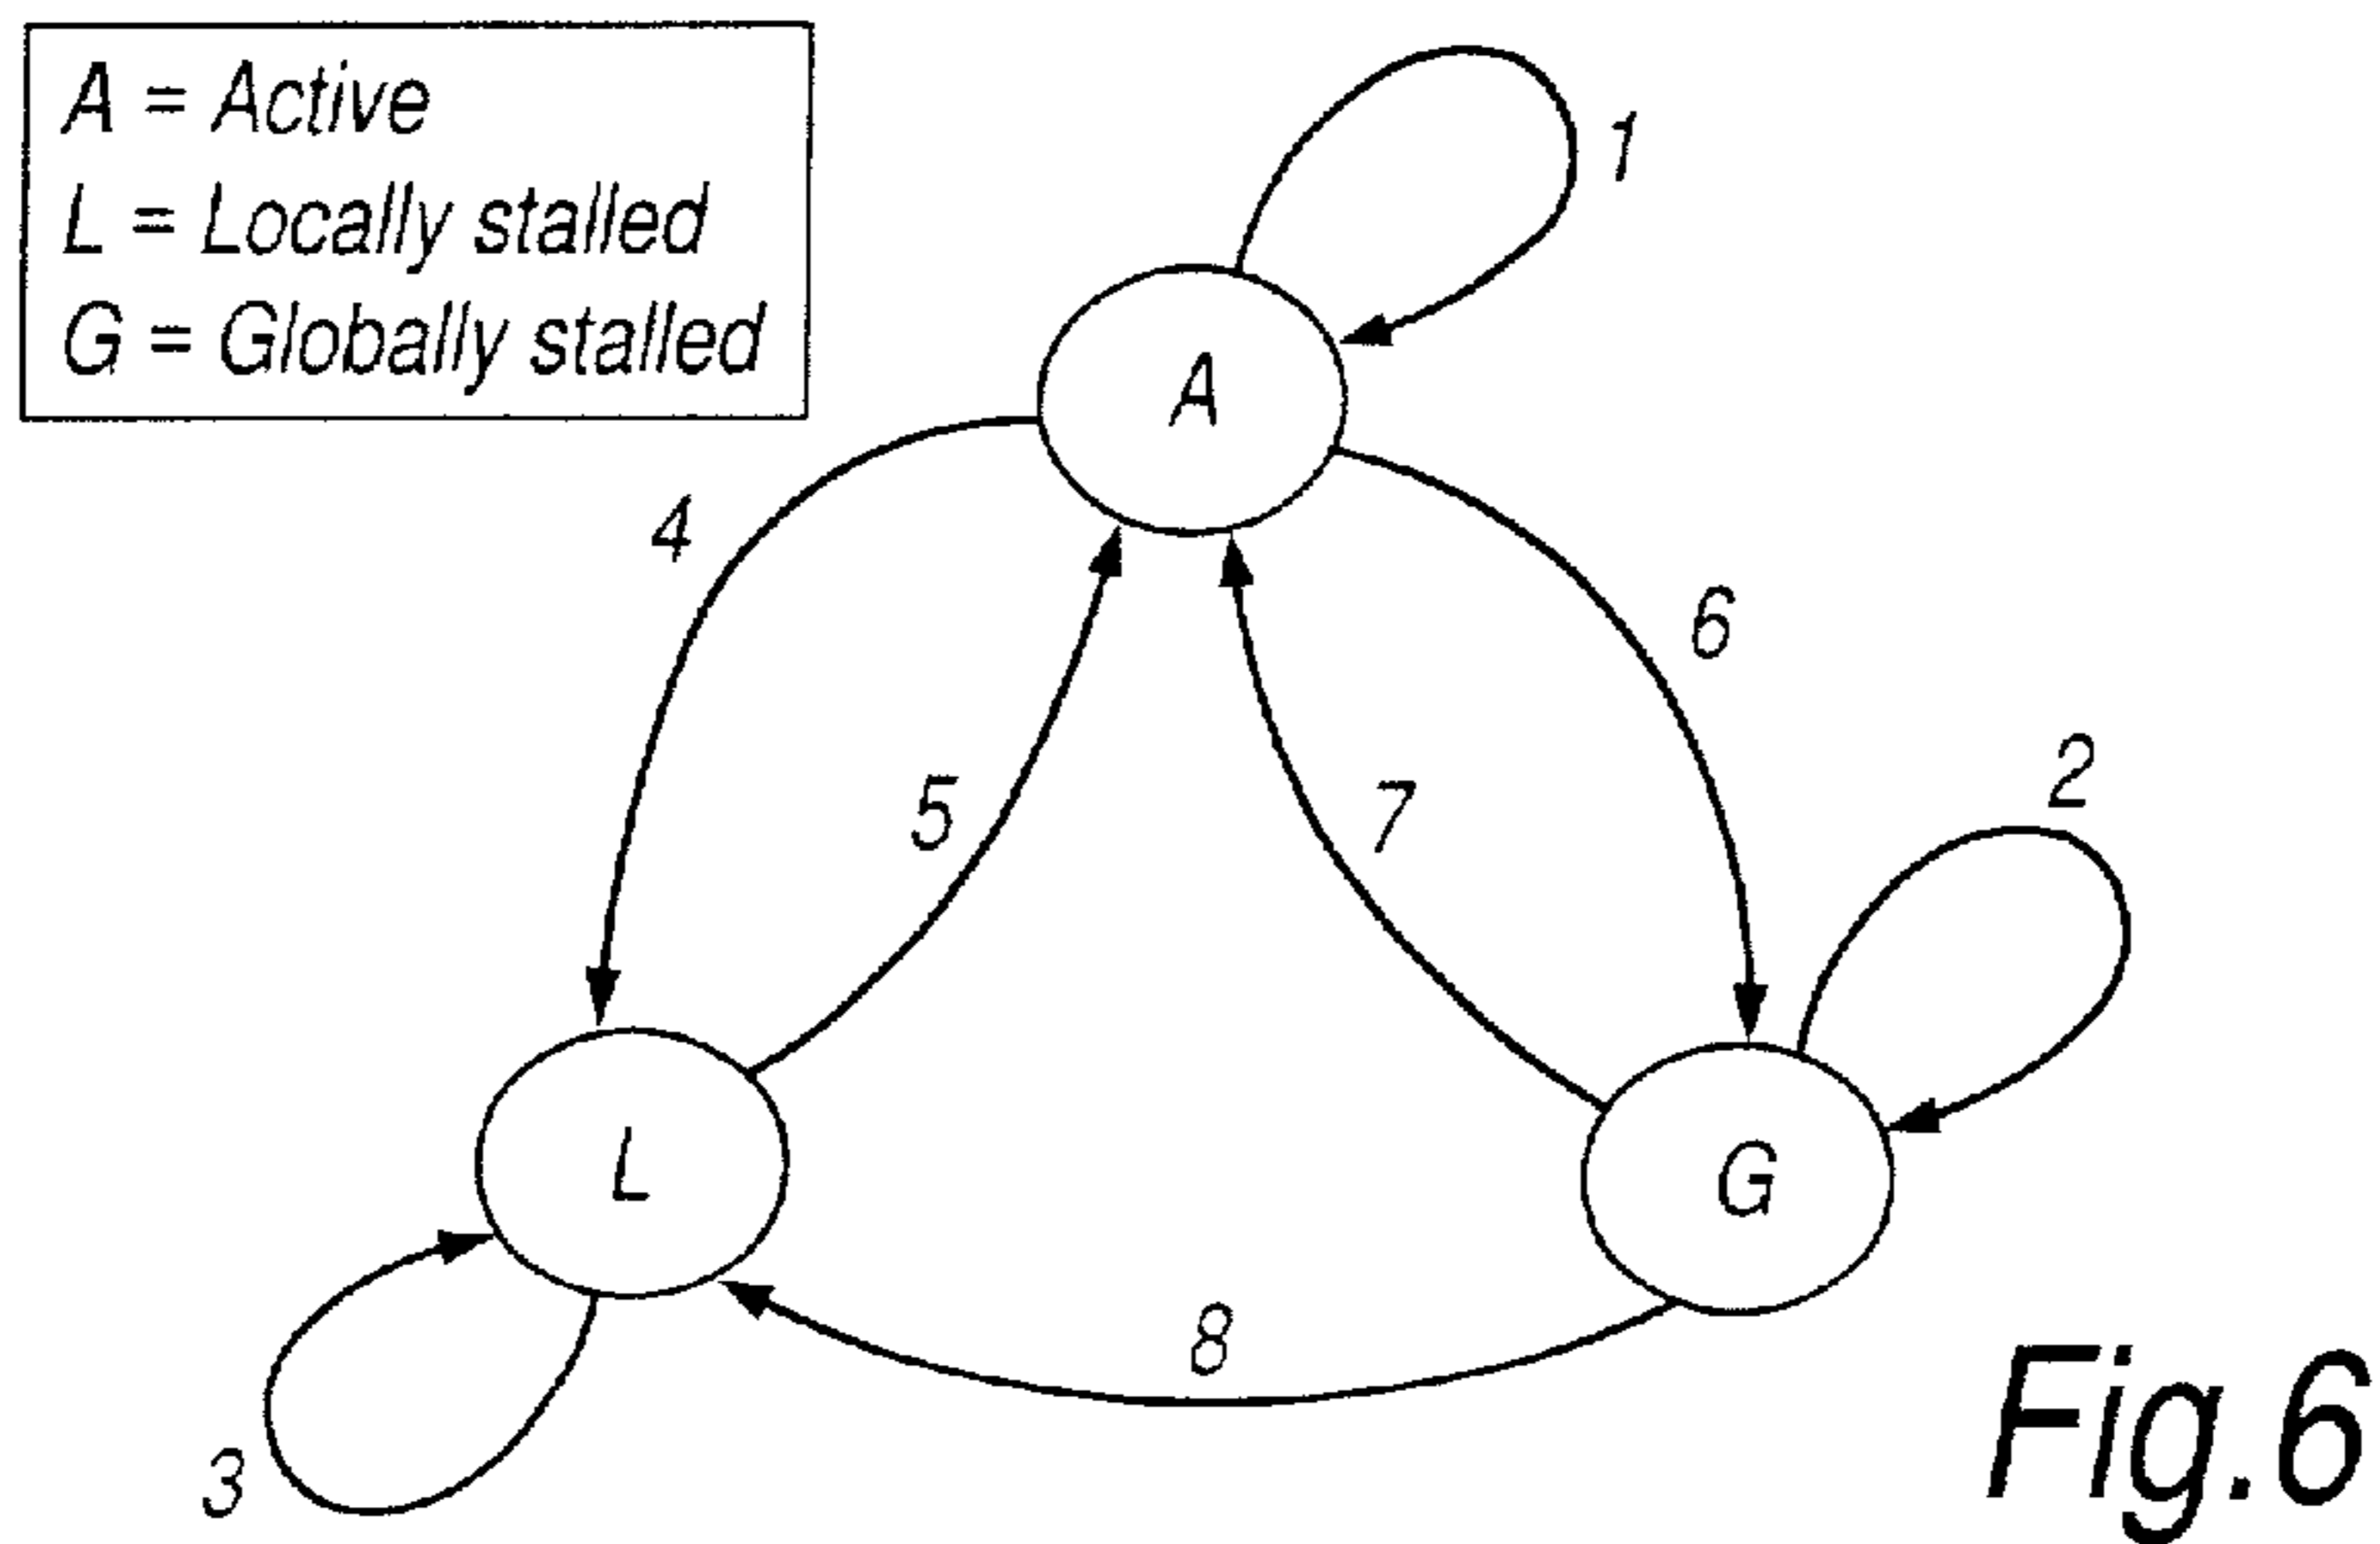 A = Active
L = Locally stalled
G = Globally stalled
1
A
4
6
2
5
7
L
G
8
3
Fig.6